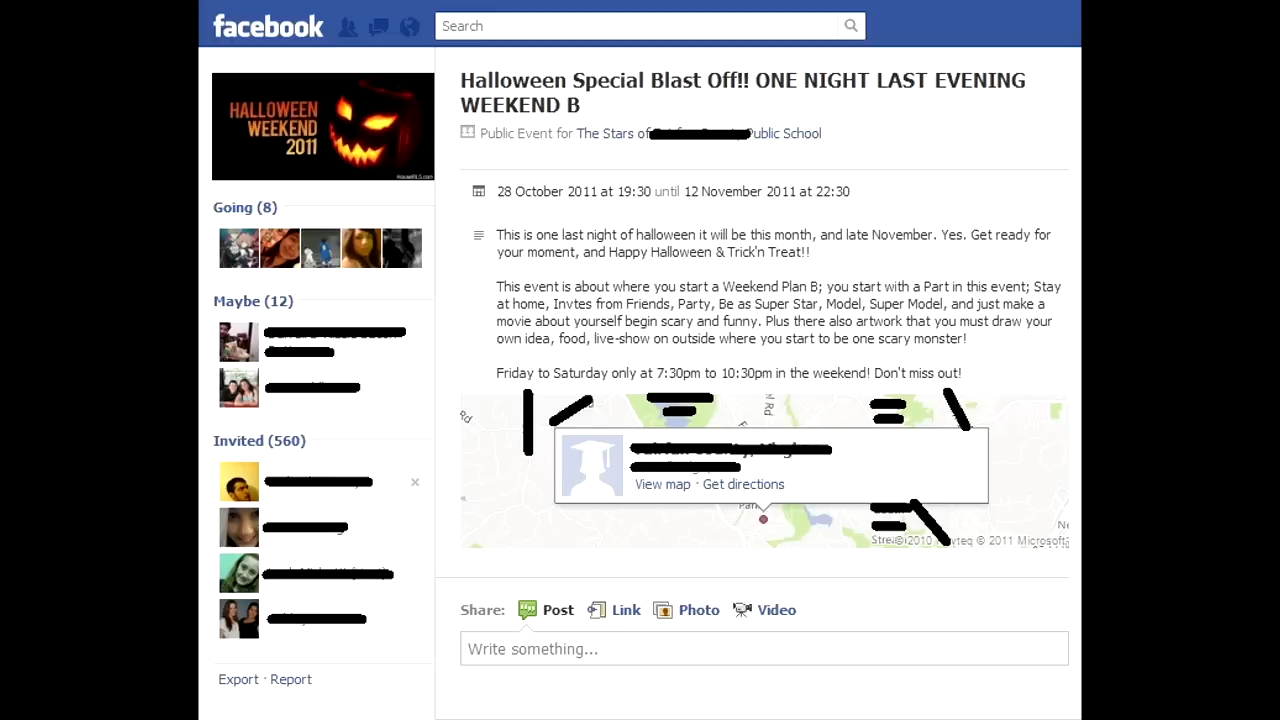 facebook
Search
HALLOWEEN
WEEKEND
2011
HouseRLS.com
Going (8)
Maybe (12)
Invited (560)
Export · Report
Halloween Special Blast Off!! ONE NIGHT LAST EVENING
WEEKEND B
Public Event for The Stars of Public School
28 October 2011 at 19:30 until 12 November 2011 at 22:30
This is one last night of halloween it will be this month, and late November. Yes. Get ready for
your moment, and Happy Halloween & Trick'n Treat!!
This event is about where you start a Weekend Plan B; you start with a Part in this event; Stay
at home, Invtes from Friends, Party, Be as Super Star, Model, Super Model, and just make a
movie about yourself begin scary and funny. Plus there also artwork that you must draw your
own idea, food, live-show on outside where you start to be one scary monster!
Friday to Saturday only at 7:30pm to 10:30pm in the weekend! Don't miss out!
Rd
N Rd
View map · Get directions
© 2011 Microsoft
Share: Post Link Photo Video
Write something...